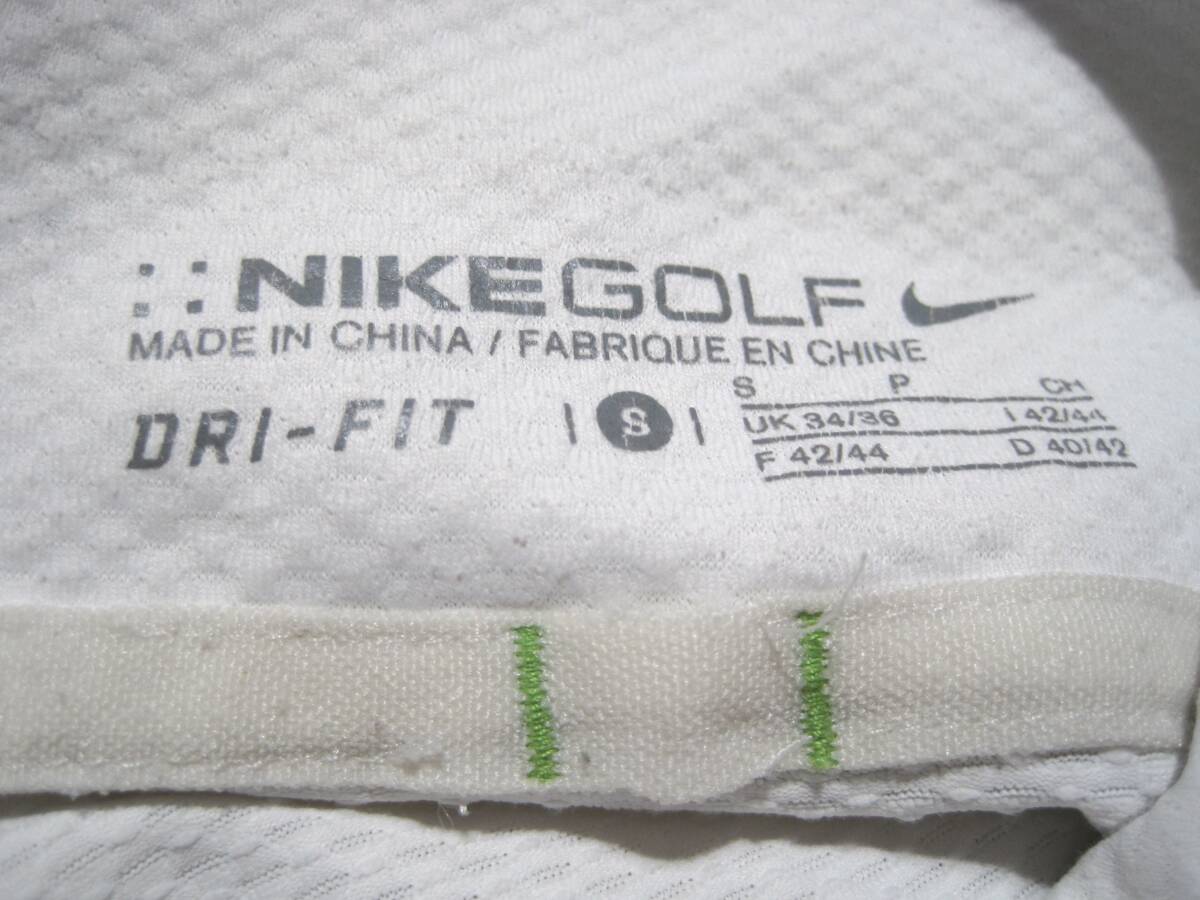 NIKEGOLF
MADE IN CHINA / FABRIQUE EN CHINE
DRI-FIT | S |
S P CH
UK 34/36 I 42/44
F 42/44 D 40/42